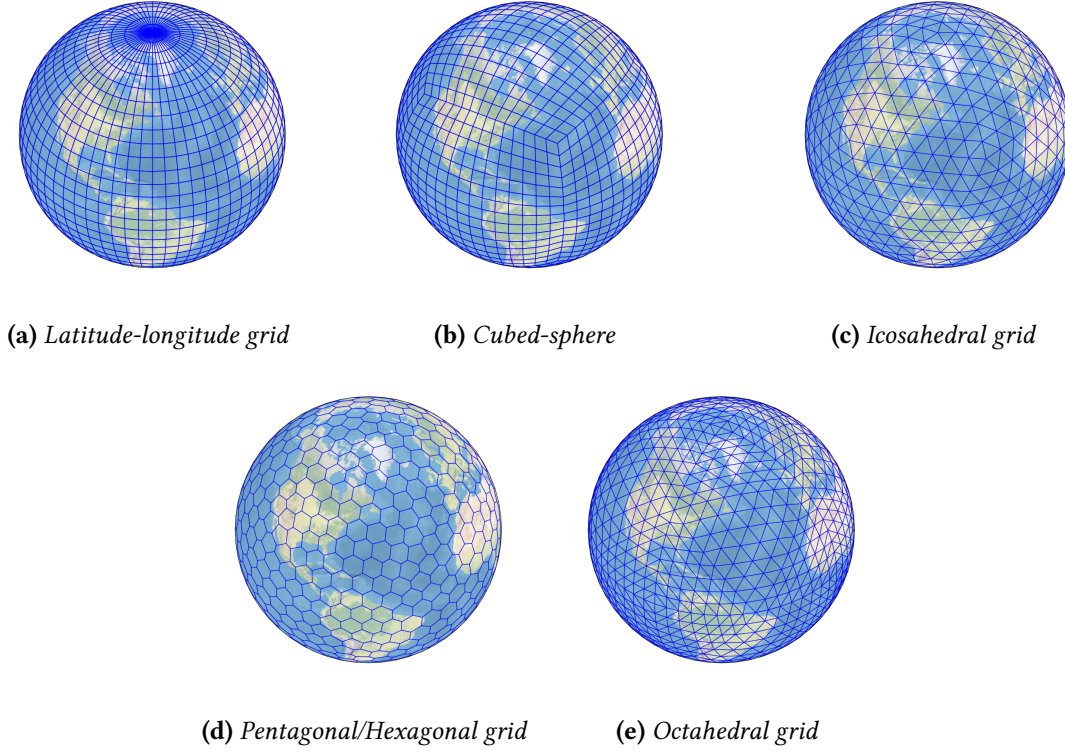 (a) Latitude-longitude grid
(b) Cubed-sphere
(c) Icosahedral grid
(d) Pentagonal/Hexagonal grid
(e) Octahedral grid